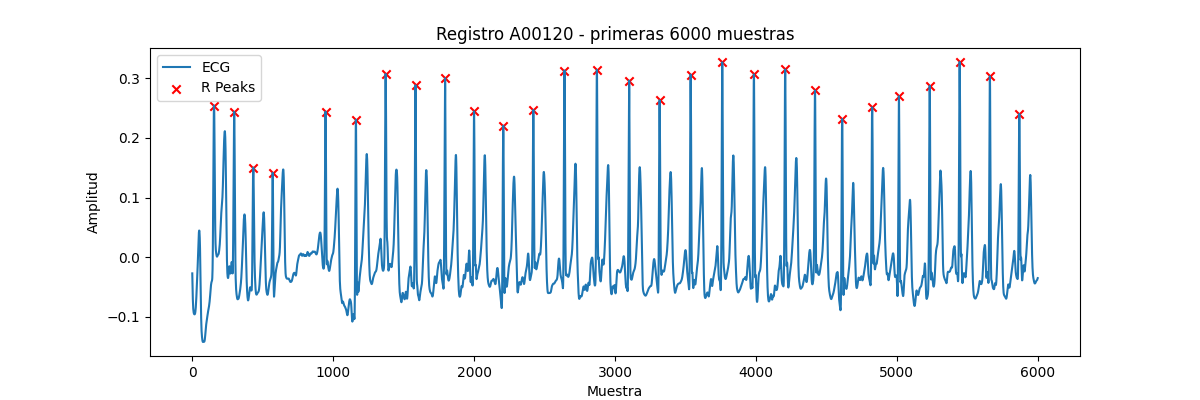 Registro A00120 - primeras 6000 muestras
ECG
R Peaks
Amplitud
0.3
0.2
0.1
0.0
−0.1
0 1000 2000 3000 4000 5000 6000
Muestra